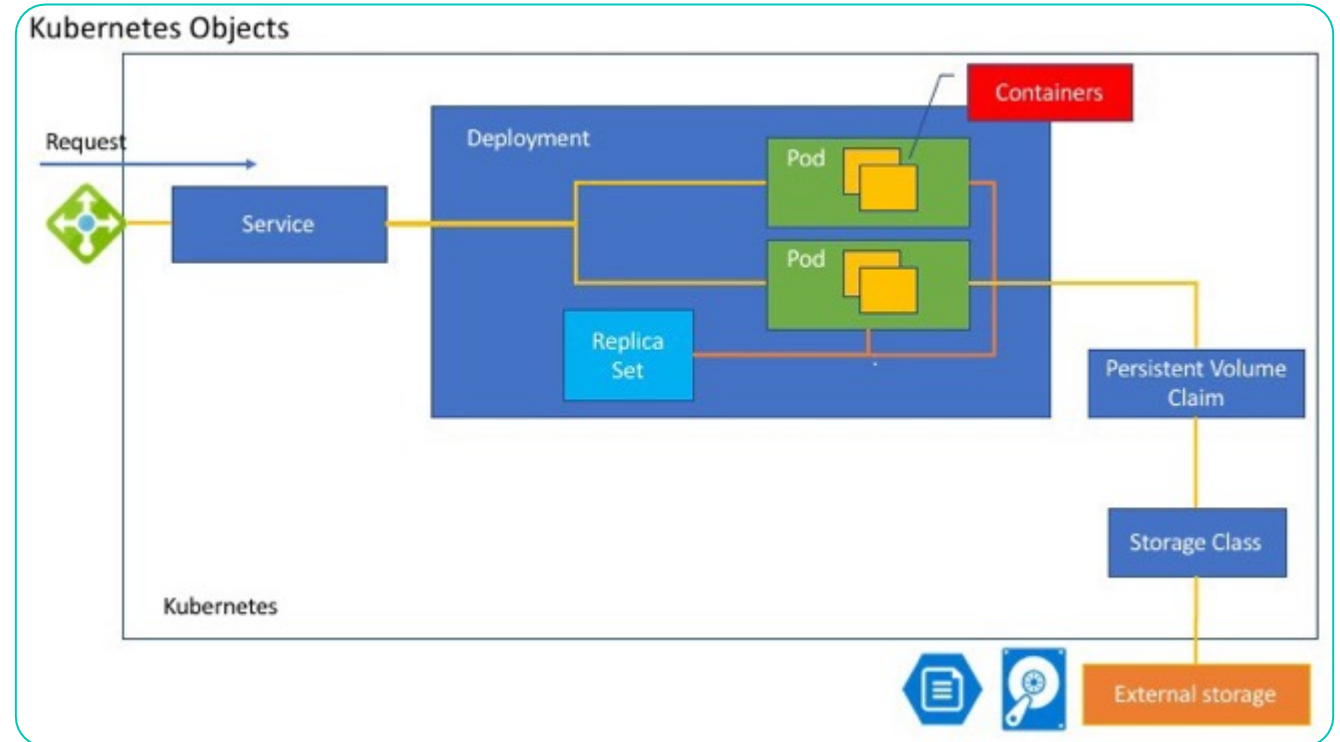 Kubernetes Objects
Containers
Request
Deployment
Pod
Service
Pod
Replica
Set
Persistent Volume
Claim
Storage Class
Kubernetes
External storage